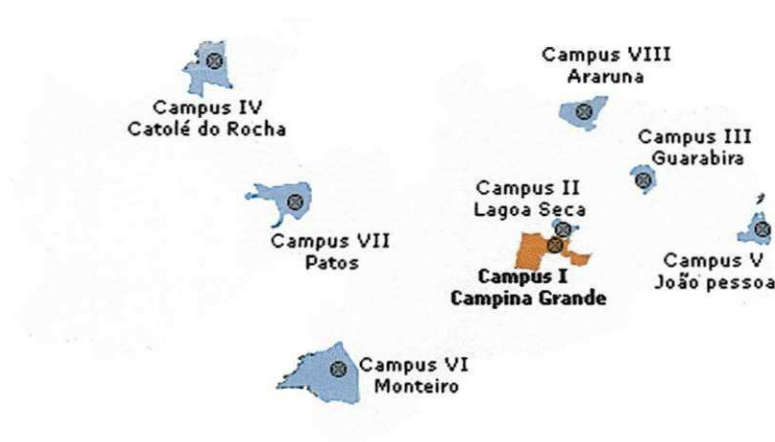 Campus VIII
Araruna
Campus IV
Catolé do Rocha
Campus III
Guarabira
Campus II
Lagoa Seca
Campus VII
Patos
Campus V
João pessoa
Campus I
Campina Grande
Campus VI
Monteiro